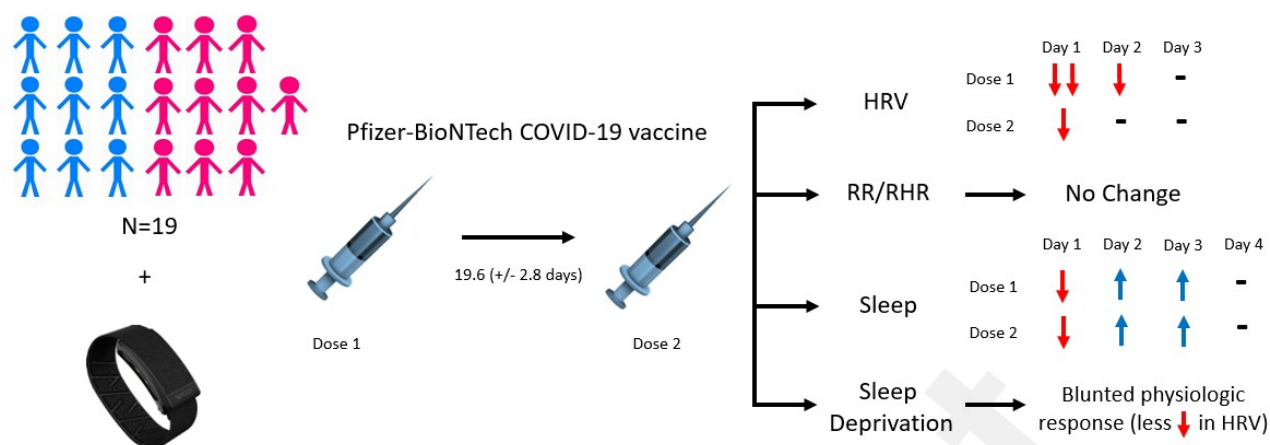 N=19
+
Pfizer-BioNTech COVID-19 vaccine
19.6 (+/- 2.8 days)
Dose 1
Dose 2
HRV
Day 1 Day 2 Day 3
Dose 1 -
Dose 2 - -
RR/RHR
No Change
Sleep
Day 1 Day 2 Day 3 Day 4
Dose 1 -
Dose 2 -
Sleep
Deprivation
Blunted physiologic
response (less ↓ in HRV)